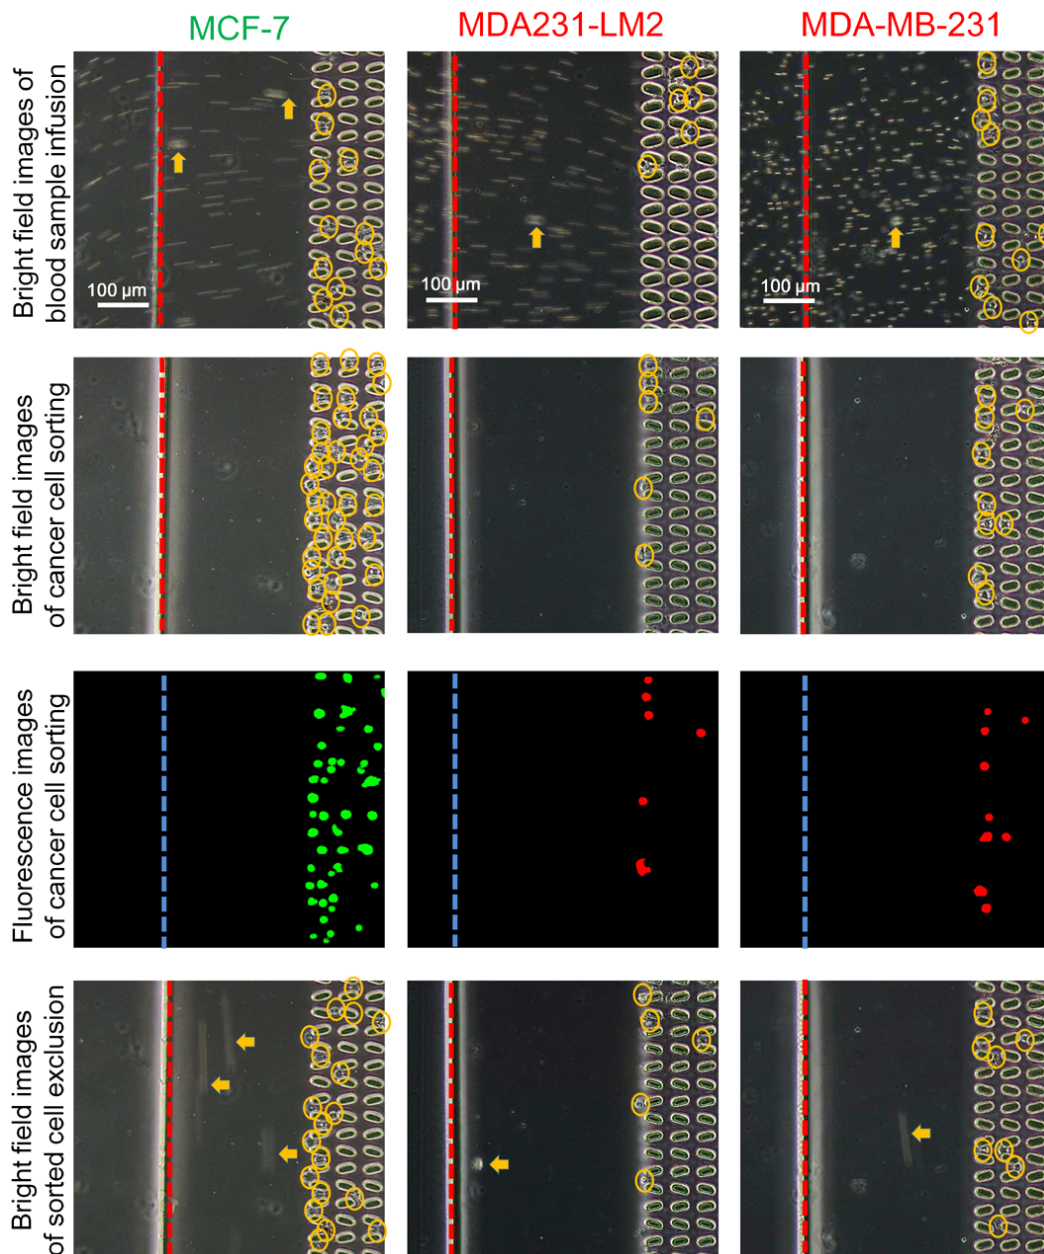 MCF-7
MDA231-LM2
MDA-MB-231
Bright field images of
blood sample infusion
100 µm
100 µm
100 µm
Bright field images
of cancer cell sorting
Fluorescence images
of cancer cell sorting
Bright field images
of sorted cell exclusion